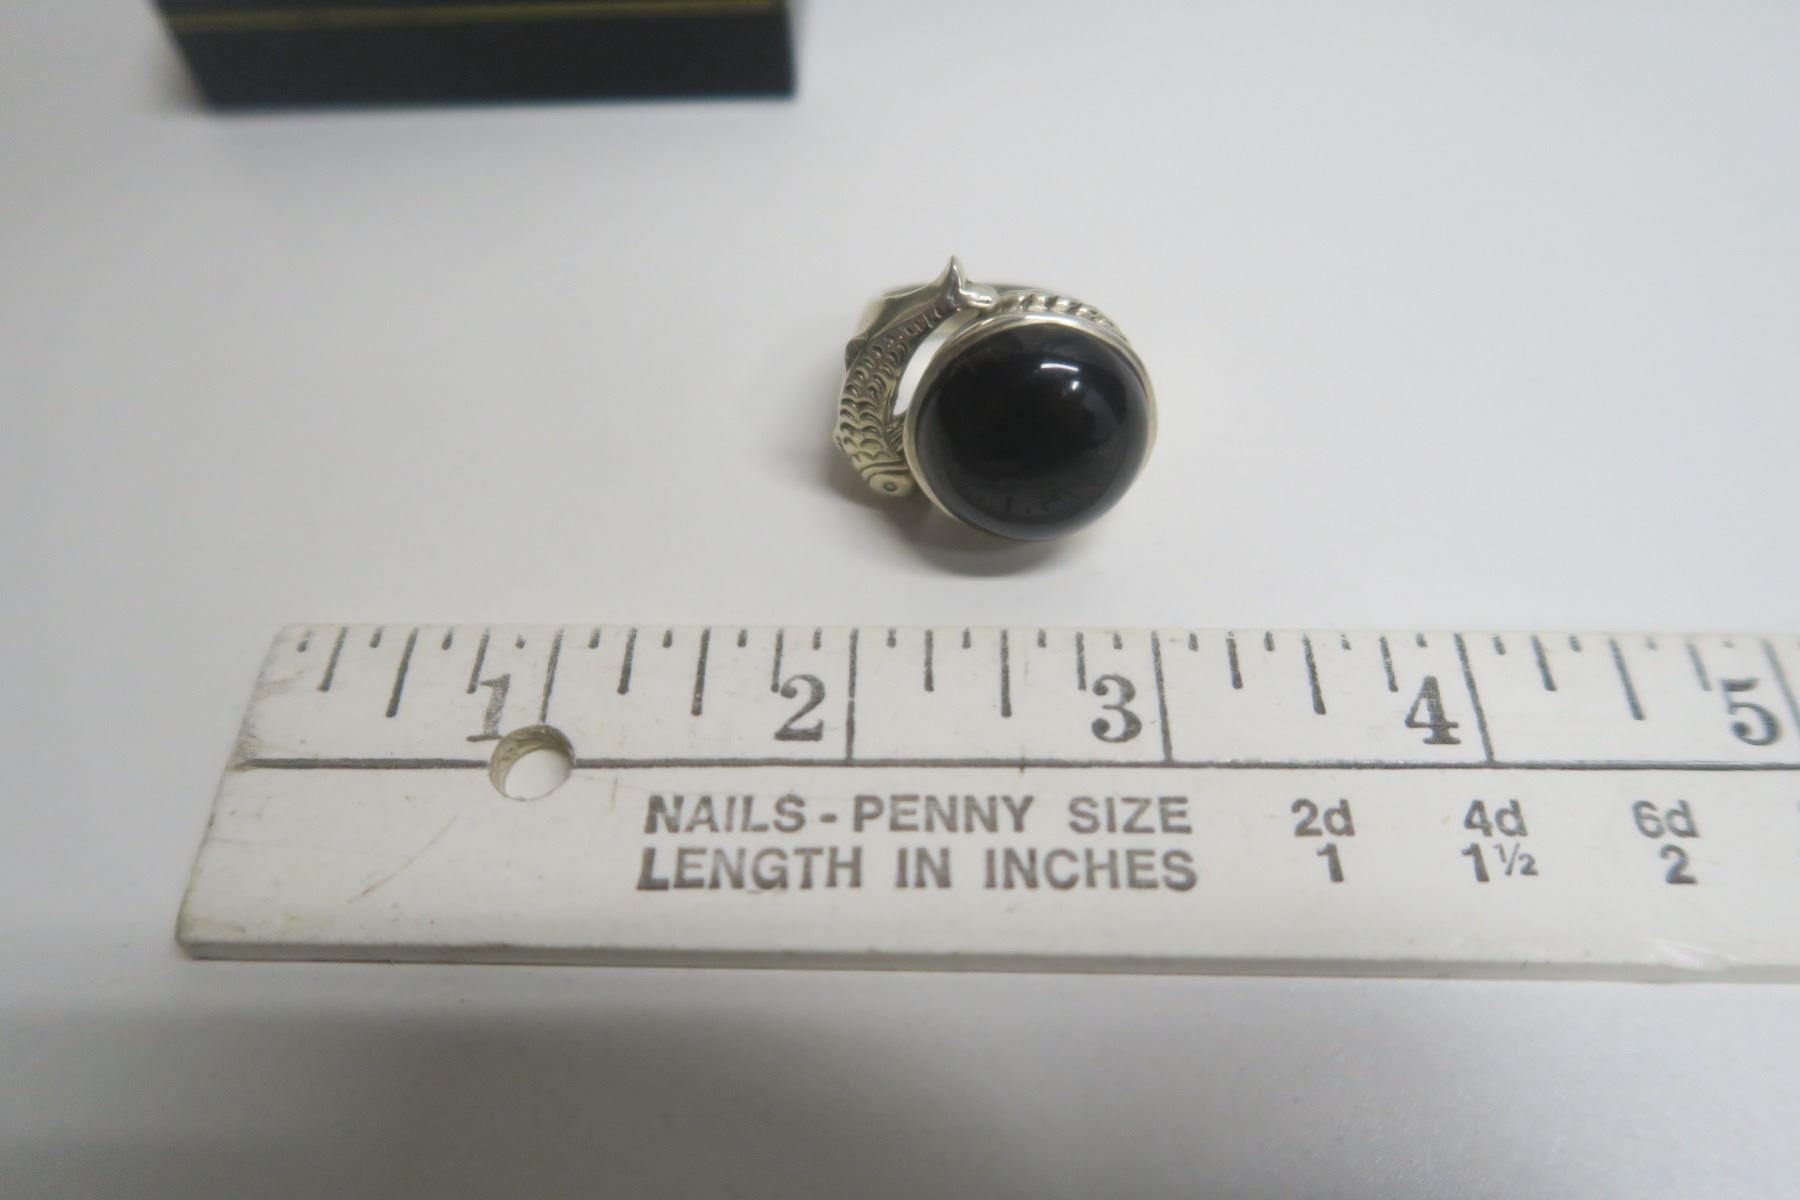 1 2 3 4 5
NAILS - PENNY SIZE 2d 4d 6d
LENGTH IN INCHES 1 1½ 2